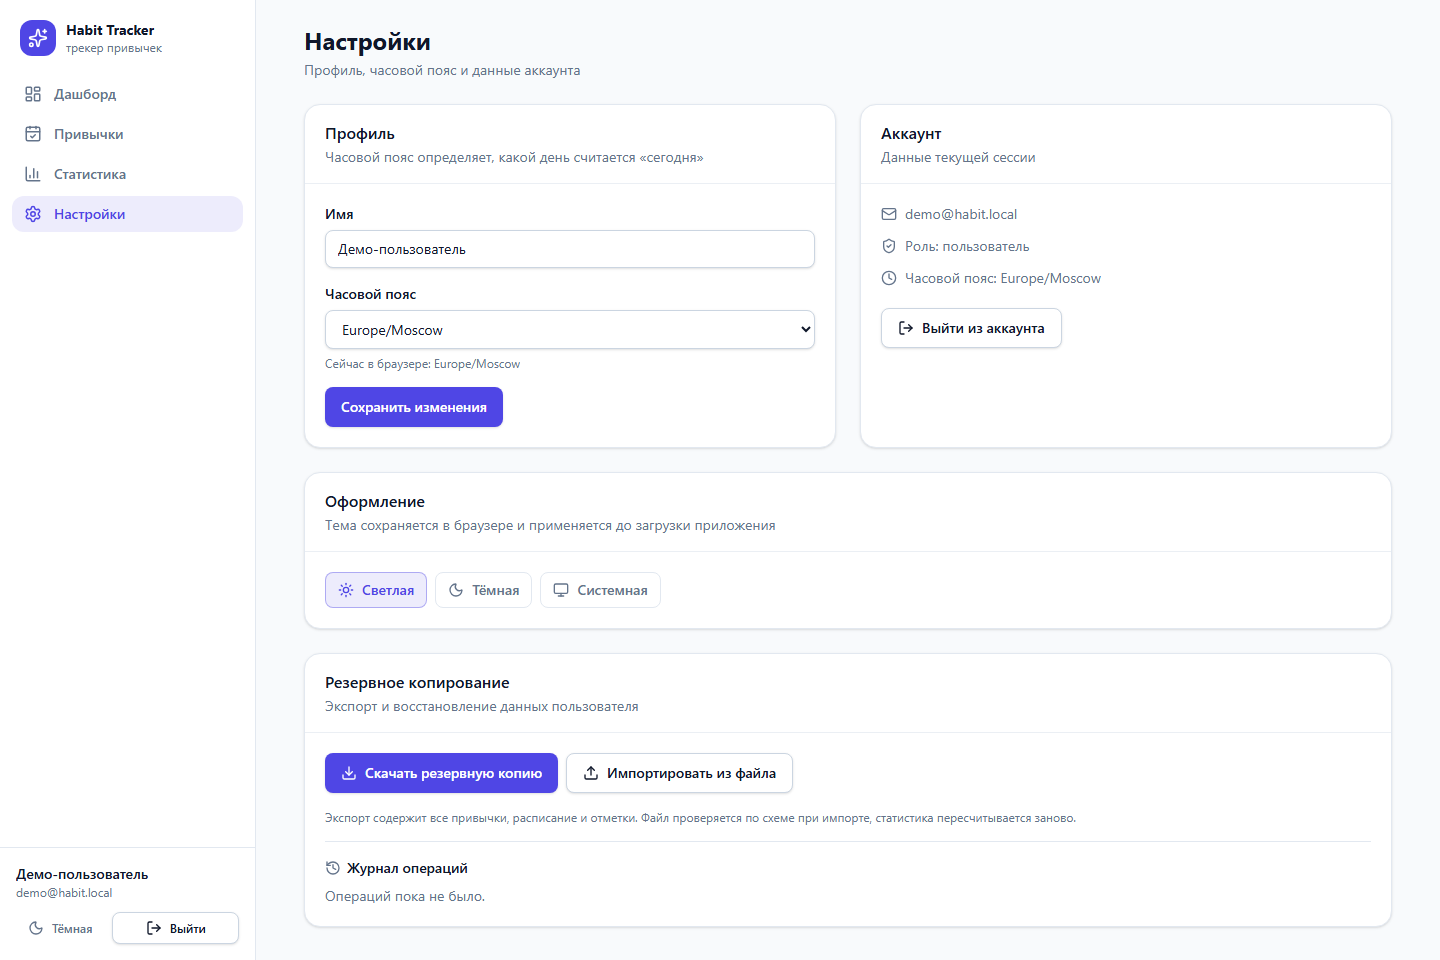 Habit Tracker
трекер привычек
Дашборд
Привычки
Статистика
Настройки
Демо-пользователь
demo@habit.local
Тёмная
Выйти
Настройки
Профиль, часовой пояс и данные аккаунта
Профиль
Часовой пояс определяет, какой день считается «сегодня»
Имя
Демо-пользователь
Часовой пояс
Europe/Moscow
Сейчас в браузере: Europe/Moscow
Сохранить изменения
Аккаунт
Данные текущей сессии
demo@habit.local
Роль: пользователь
Часовой пояс: Europe/Moscow
Выйти из аккаунта
Оформление
Тема сохраняется в браузере и применяется до загрузки приложения
Светлая
Тёмная
Системная
Резервное копирование
Экспорт и восстановление данных пользователя
Скачать резервную копию
Импортировать из файла
Экспорт содержит все привычки, расписание и отметки. Файл проверяется по схеме при импорте, статистика пересчитывается заново.
Журнал операций
Операций пока не было.